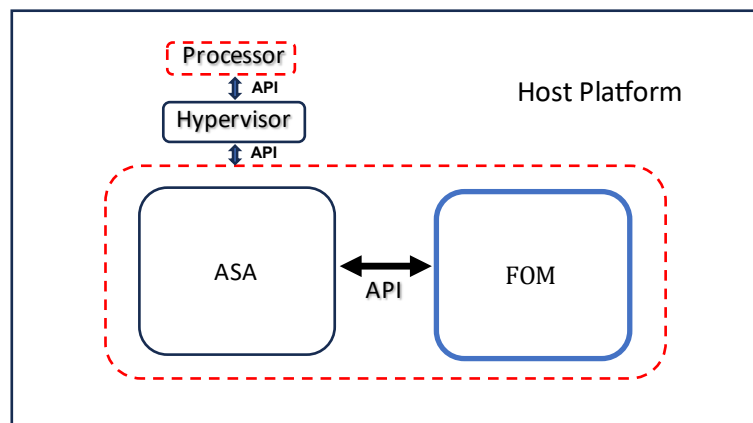 Processor
API
Host Platform
Hypervisor
API
ASA
API
FOM